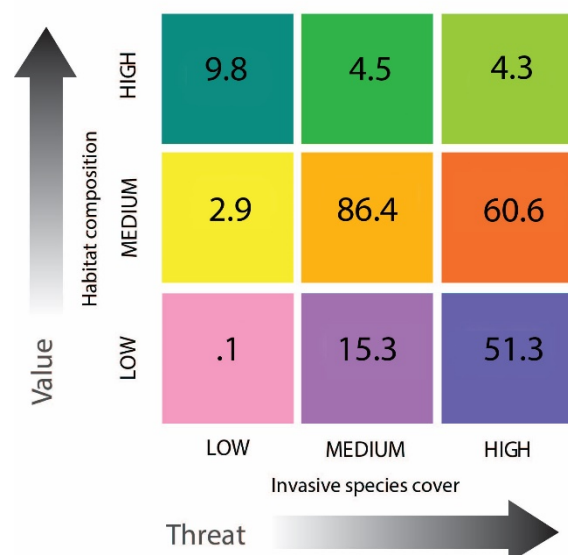 HIGH
9.8 4.5 4.3
Habitat composition
MEDIUM
2.9 86.4 60.6
Value
LOW
.1 15.3 51.3
LOW MEDIUM HIGH
Invasive species cover
Threat